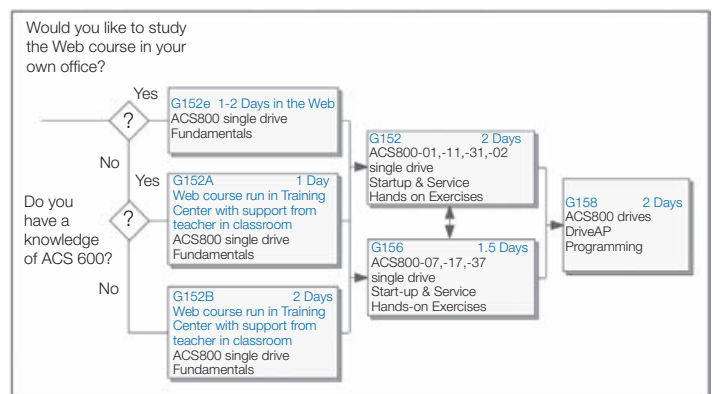 Would you like to study
the Web course in your
own office?
Yes
?
No
G152e 1-2 Days in the Web
ACS800 single drive
Fundamentals
Do you
have a
knowledge
of ACS 600?
Yes
?
No
G152A 1 Day
Web course run in Training
Center with support from
teacher in classroom
ACS800 single drive
Fundamentals
G152B 2 Days
Web course run in Training
Center with support from
teacher in classroom
ACS800 single drive
Fundamentals
G152 2 Days
ACS800-01,-11,-31,-02
single drive
Startup & Service
Hands on Exercises
G156 1.5 Days
ACS800-07,-17,-37
single drive
Start-up & Service
Hands-on Exercises
G158 2 Days
ACS800 drives
DriveAP
Programming